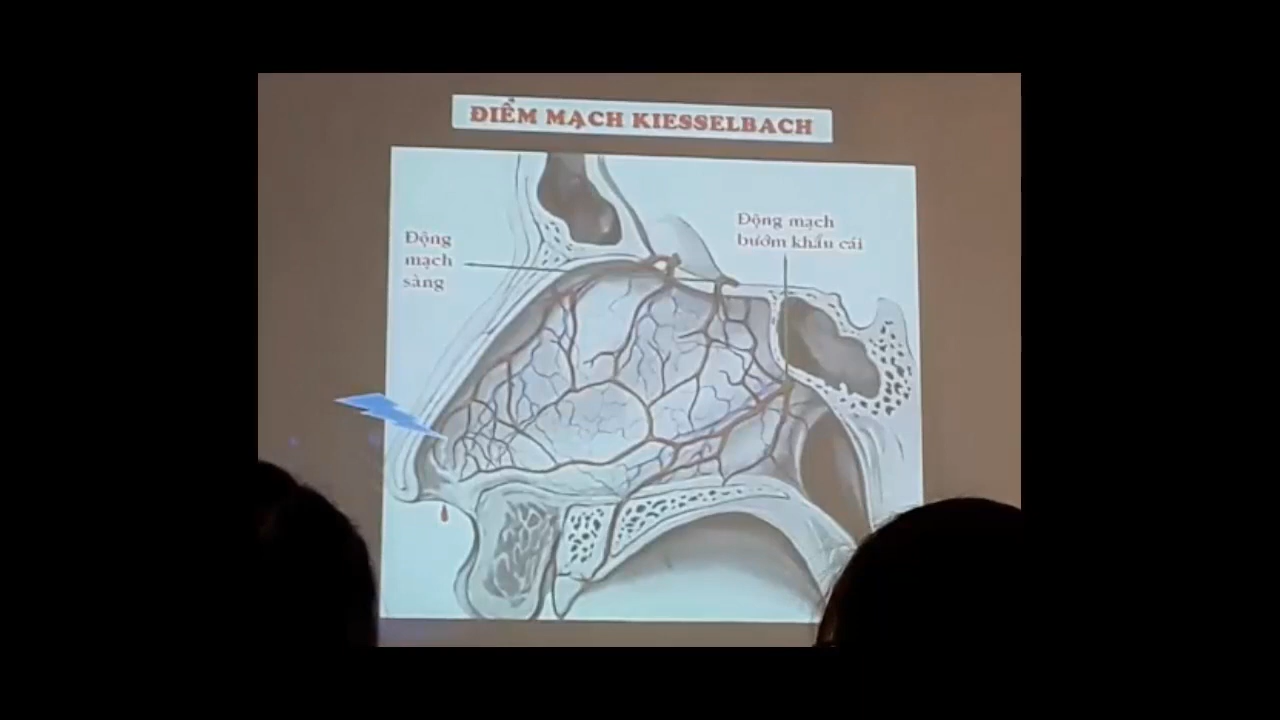 ĐIỂM MẠCH KIESSELBACH
Động
mạch
sàng
Động mạch
bướm khẩu cái